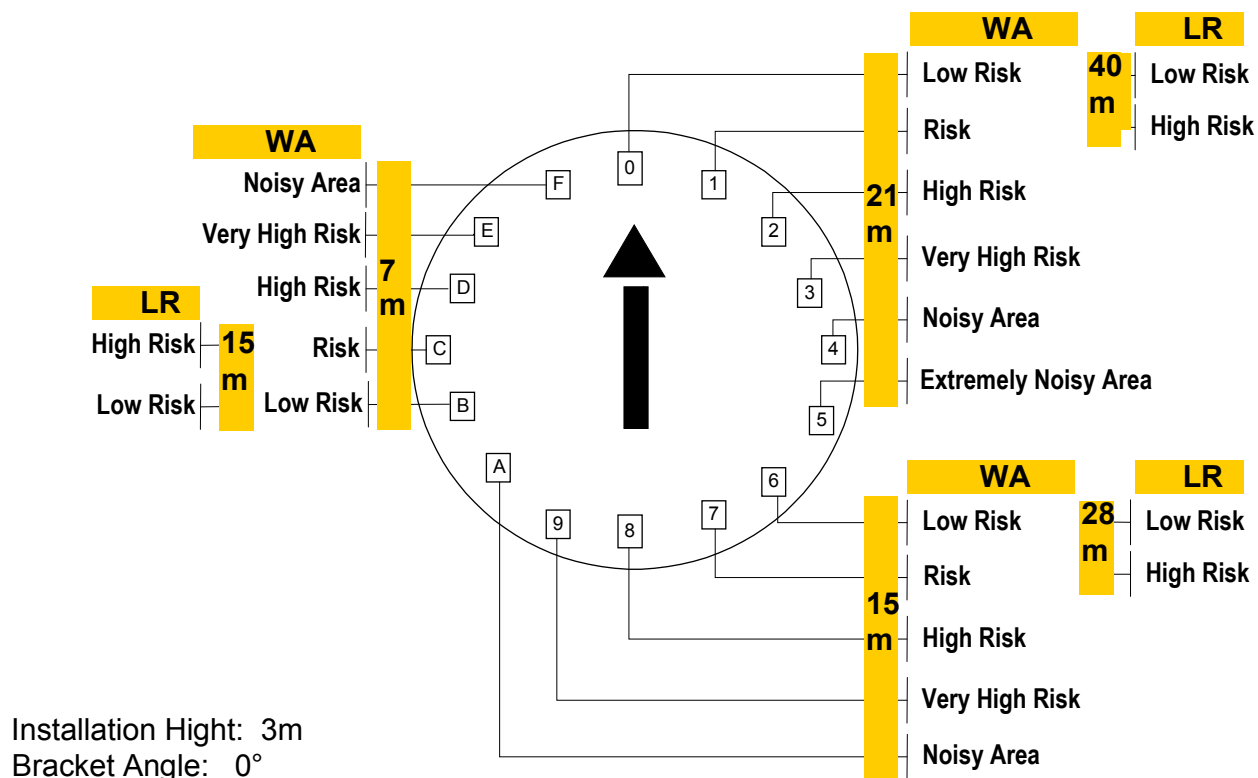 WA LR
Low Risk 40 m Low Risk
Risk High Risk
WA
Noisy Area F 0 1
High Risk
21 m
Very High Risk E 2
Very High Risk
7 m
High Risk D 3
LR
Noisy Area
High Risk 15 m Risk C 4
Extremely Noisy Area
Low Risk Low Risk B 5
A 6
WA LR
9 8 7
Low Risk 28 m Low Risk
Risk High Risk
15 m
High Risk
Very High Risk
Installation Hight: 3m
Bracket Angle: 0°
Noisy Area